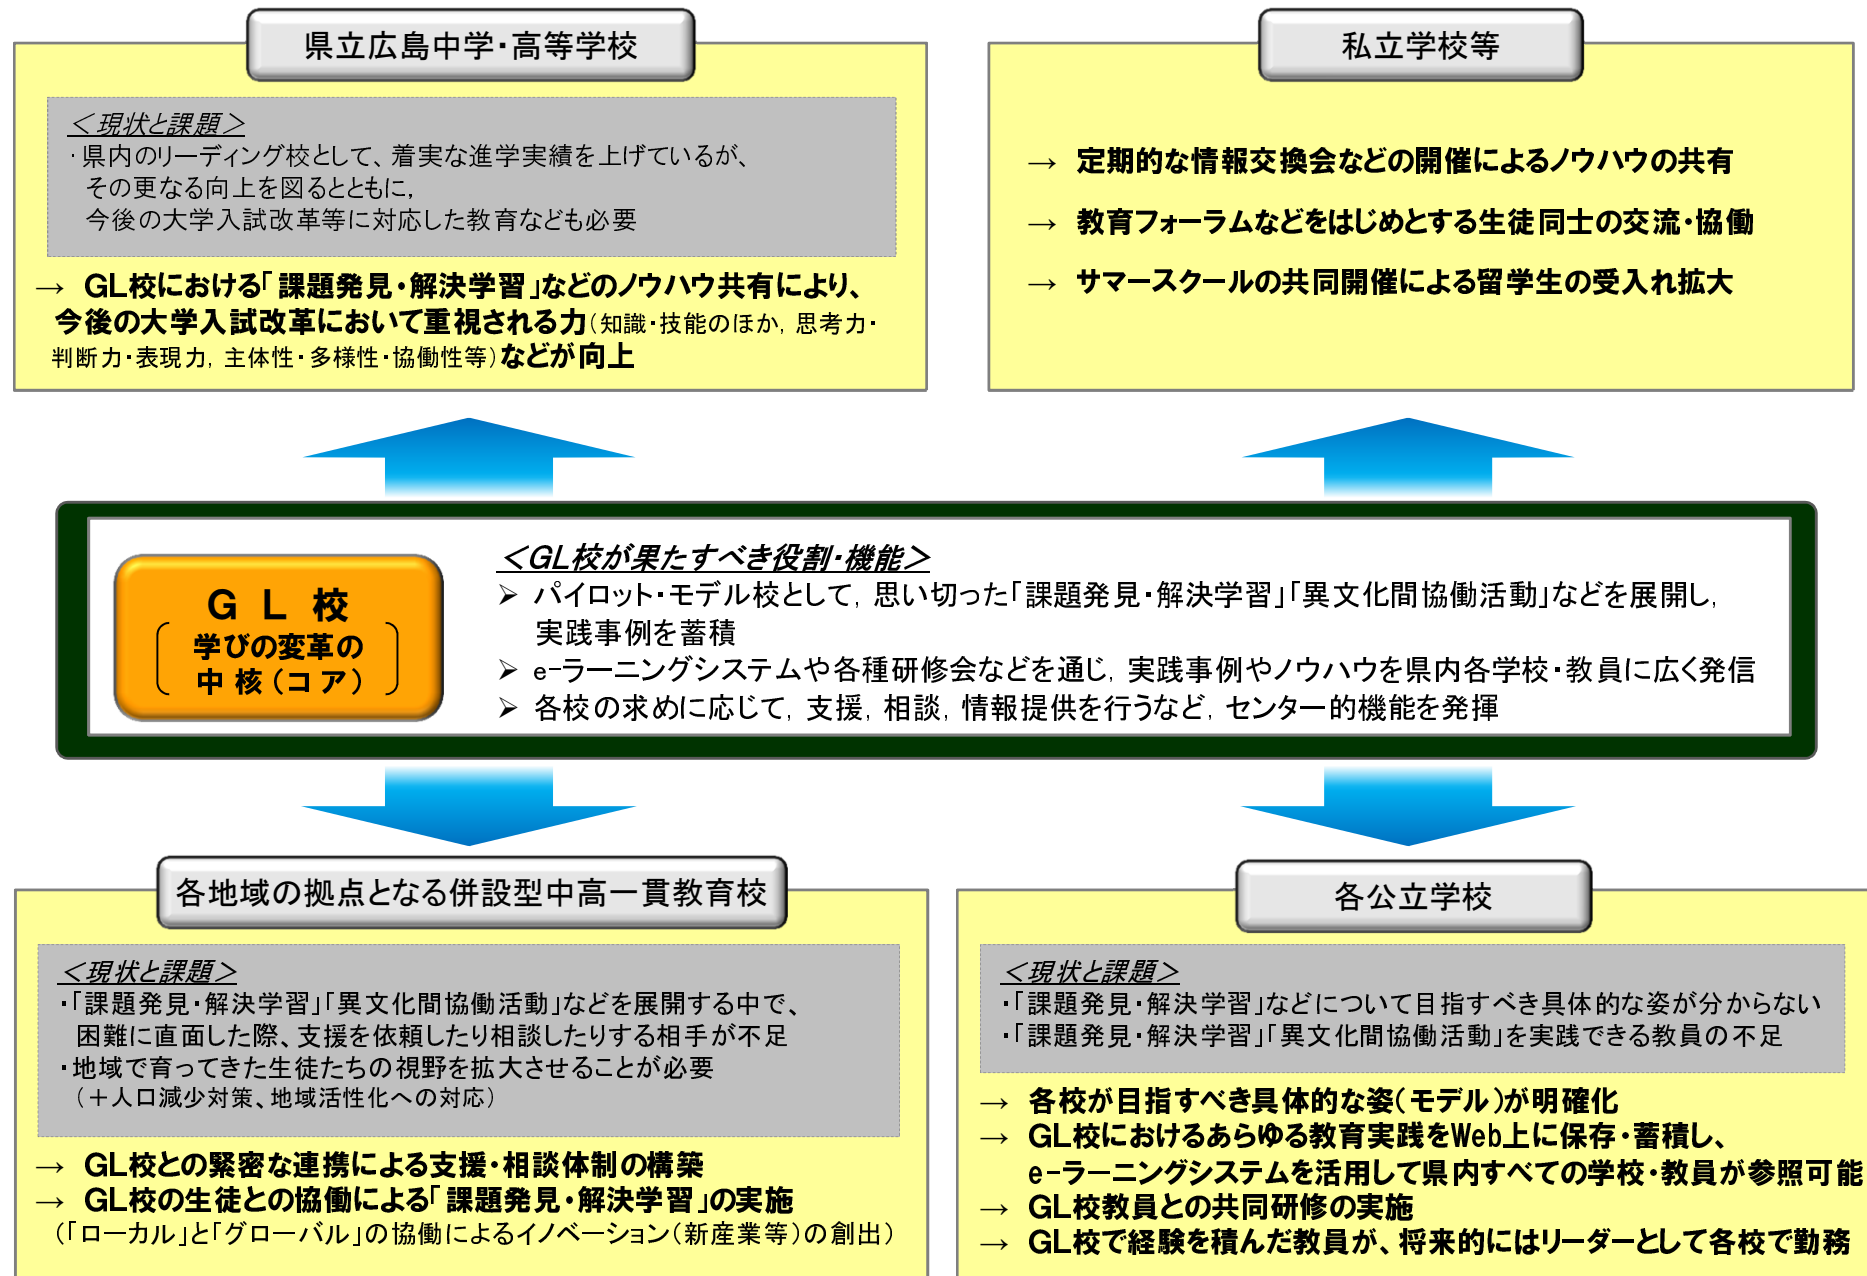 県立広島中学・高等学校
＜現状と課題＞
・県内のリーディング校として、着実な進学実績を上げているが、
その更なる向上を図るとともに,
今後の大学入試改革等に対応した教育なども必要
→ GL校における「課題発見・解決学習」などのノウハウ共有により、
今後の大学入試改革において重視される力（知識・技能のほか, 思考力・
判断力・表現力, 主体性・多様性・協働性等）などが向上
私立学校等
→ 定期的な情報交換会などの開催によるノウハウの共有
→ 教育フォーラムなどをはじめとする生徒同士の交流・協働
→ サマースクールの共同開催による留学生の受入れ拡大
GL校
学びの変革の
中核（コア）
＜GL校が果たすべき役割・機能＞
➢ パイロット・モデル校として, 思い切った「課題発見・解決学習」「異文化間協働活動」などを展開し,
実践事例を蓄積
➢ e-ラーニングシステムや各種研修会などを通じ, 実践事例やノウハウを県内各学校・教員に広く発信
➢ 各校の求めに応じて, 支援, 相談, 情報提供を行うなど, センター的機能を発揮
各地域の拠点となる併設型中高一貫教育校
＜現状と課題＞
・「課題発見・解決学習」「異文化間協働活動」などを展開する中で、
困難に直面した際、支援を依頼したり相談したりする相手が不足
・地域で育ってきた生徒たちの視野を拡大させることが必要
（＋人口減少対策、地域活性化への対応）
→ GL校との緊密な連携による支援・相談体制の構築
→ GL校の生徒との協働による「課題発見・解決学習」の実施
（「ローカル」と「グローバル」の協働によるイノベーション（新産業等）の創出）
各公立学校
＜現状と課題＞
・「課題発見・解決学習」などについて目指すべき具体的な姿が分からない
・「課題発見・解決学習」「異文化間協働活動」を実践できる教員の不足
→ 各校が目指すべき具体的な姿（モデル）が明確化
→ GL校におけるあらゆる教育実践をWeb上に保存・蓄積し、
e-ラーニングシステムを活用して県内すべての学校・教員が参照可能
→ GL校教員との共同研修の実施
→ GL校で経験を積んだ教員が、将来的にはリーダーとして各校で勤務